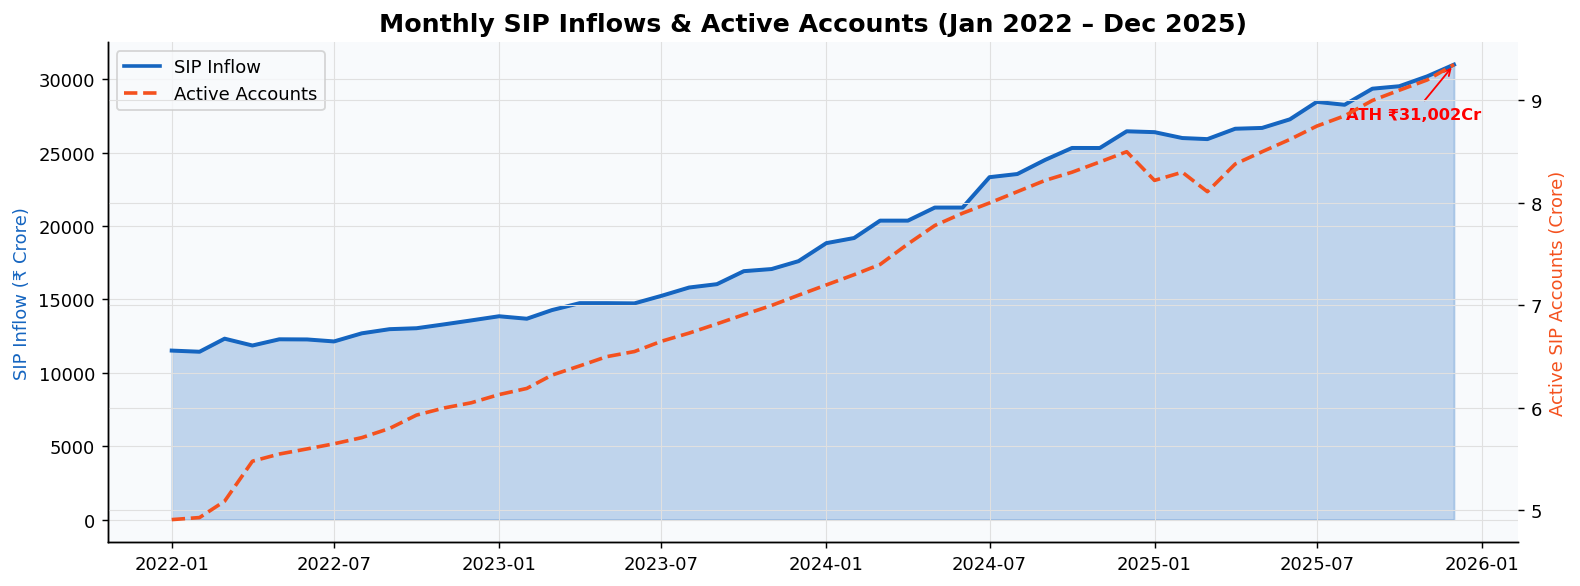 Monthly SIP Inflows & Active Accounts (Jan 2022 – Dec 2025)
SIP Inflow
Active Accounts
SIP Inflow (₹ Crore)
30000
25000
20000
15000
10000
5000
0
ATH ₹31,002Cr
9
8
7
6
5
Active SIP Accounts (Crore)
2022-01 2022-07 2023-01 2023-07 2024-01 2024-07 2025-01 2025-07 2026-01